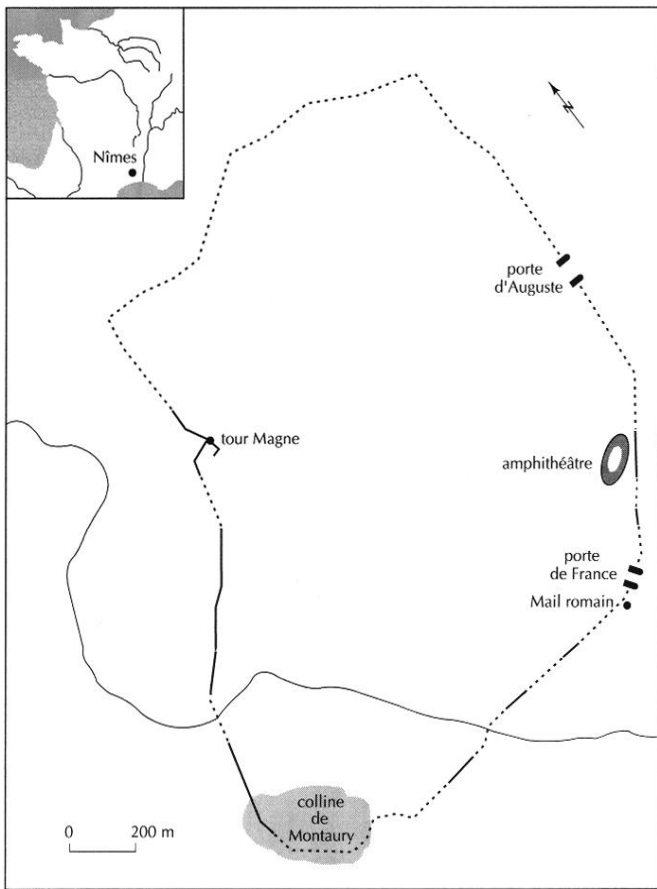 Nîmes
N
porte
d'Auguste
tour Magne
amphithéâtre
porte
de France
Mail romain
colline
de
Montaury
0 200 m